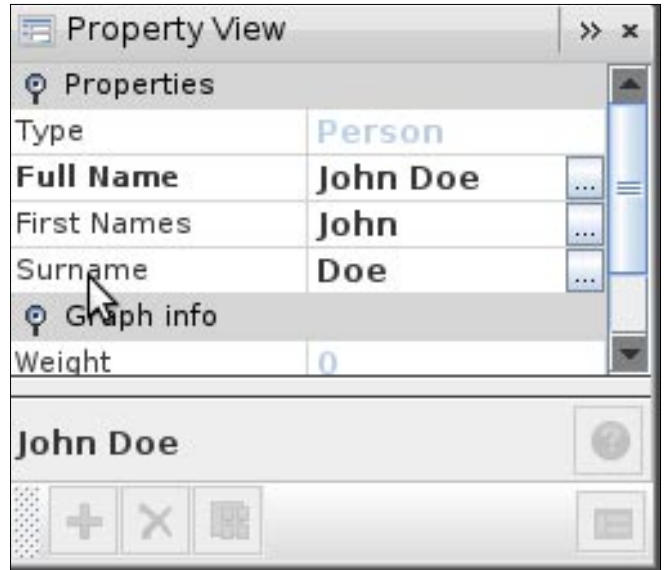 Property View
Properties
Type Person
Full Name John Doe ...
First Names John ...
Surname Doe ...
Graph info
Weight 0
John Doe